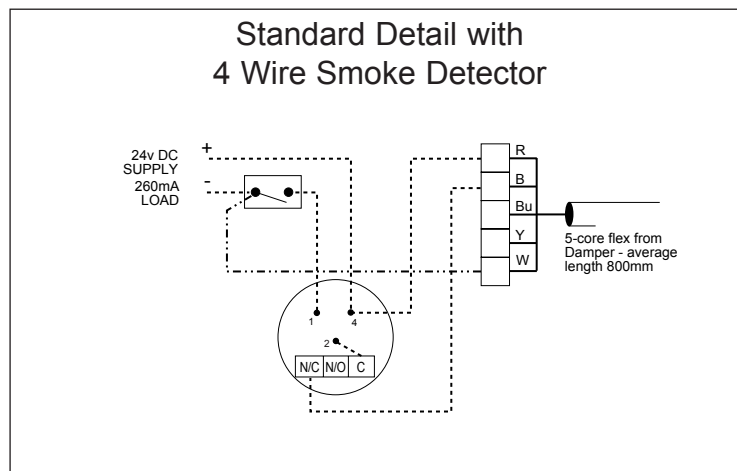 Standard Detail with
4 Wire Smoke Detector
24v DC
SUPPLY
+
260mA
LOAD
-
R
B
Bu
Y
W
5-core flex from
Damper - average
length 800mm
1
4
2
N/C N/O C